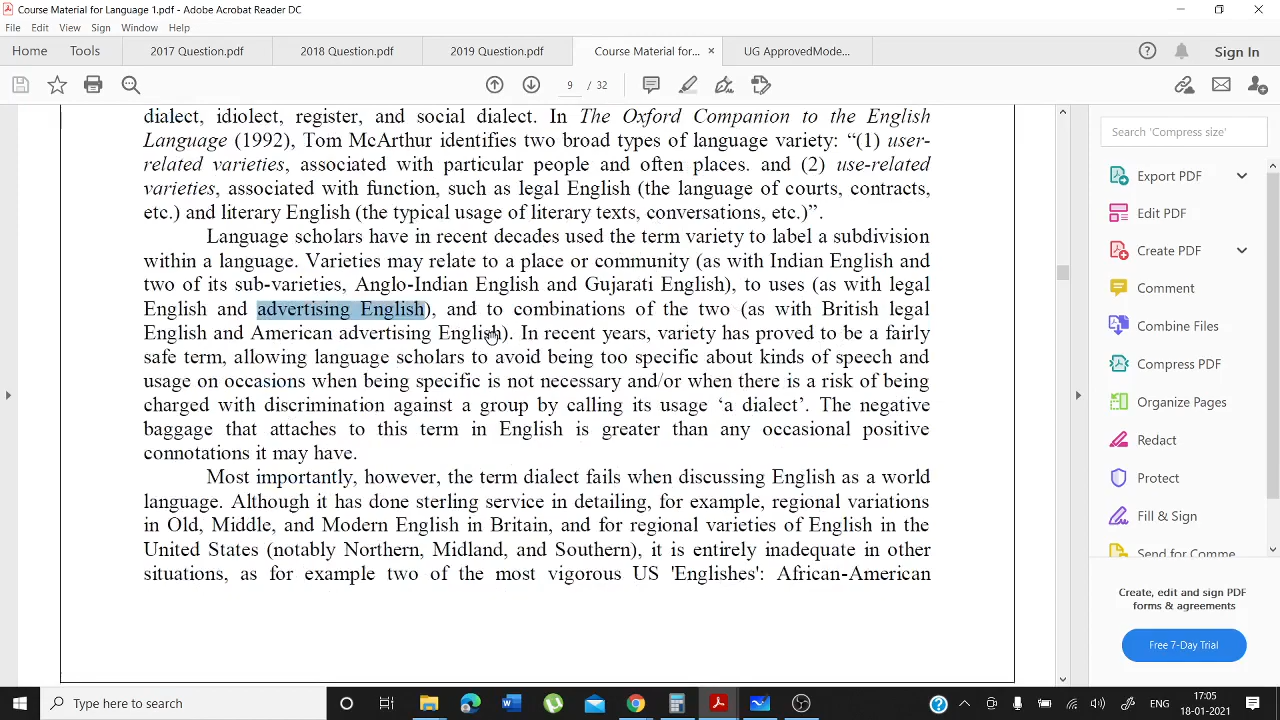 Course Material for Language 1.pdf - Adobe Acrobat Reader DC
File Edit View Sign Window Help
Home Tools 2017 Question.pdf 2018 Question.pdf 2019 Question.pdf Course Material for... × UG ApprovedMode... Sign In
9 / 32
dialect, idiolect, register, and social dialect. In The Oxford Companion to the English
Language (1992), Tom McArthur identifies two broad types of language variety: “(1) user-
related varieties, associated with particular people and often places. and (2) use-related
varieties, associated with function, such as legal English (the language of courts, contracts,
etc.) and literary English (the typical usage of literary texts, conversations, etc.)”.
Language scholars have in recent decades used the term variety to label a subdivision
within a language. Varieties may relate to a place or community (as with Indian English and
two of its sub-varieties, Anglo-Indian English and Gujarati English), to uses (as with legal
English and advertising English), and to combinations of the two (as with British legal
English and American advertising English). In recent years, variety has proved to be a fairly
safe term, allowing language scholars to avoid being too specific about kinds of speech and
usage on occasions when being specific is not necessary and/or when there is a risk of being
charged with discrimination against a group by calling its usage ‘a dialect’. The negative
baggage that attaches to this term in English is greater than any occasional positive
connotations it may have.
Most importantly, however, the term dialect fails when discussing English as a world
language. Although it has done sterling service in detailing, for example, regional variations
in Old, Middle, and Modern English in Britain, and for regional varieties of English in the
United States (notably Northern, Midland, and Southern), it is entirely inadequate in other
situations, as for example two of the most vigorous US 'Englishes': African-American
Search 'Compress size'
Export PDF
Edit PDF
Create PDF
Comment
Combine Files
Compress PDF
Organize Pages
Redact
Protect
Fill & Sign
Send for Comme
Create, edit and sign PDF
forms & agreements
Free 7-Day Trial
Type here to search
ENG
17:05
18-01-2021